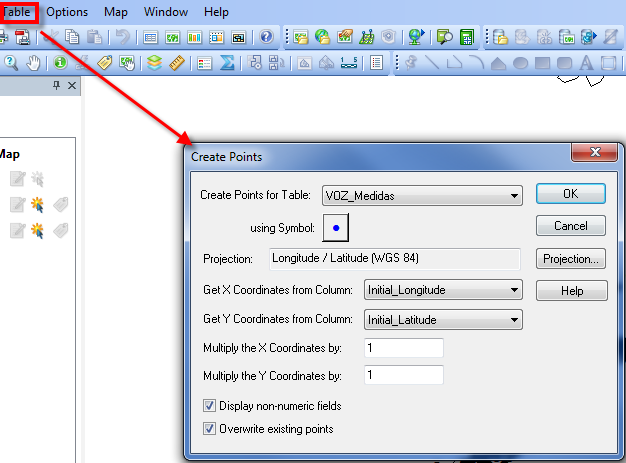 Table Options Map Window Help
Map
Create Points
Create Points for Table: VOZ_Medidas OK
using Symbol: Cancel
Projection: Longitude / Latitude (WGS 84) Projection...
Get X Coordinates from Column: Initial_Longitude Help
Get Y Coordinates from Column: Initial_Latitude
Multiply the X Coordinates by: 1
Multiply the Y Coordinates by: 1
Display non-numeric fields
Overwrite existing points